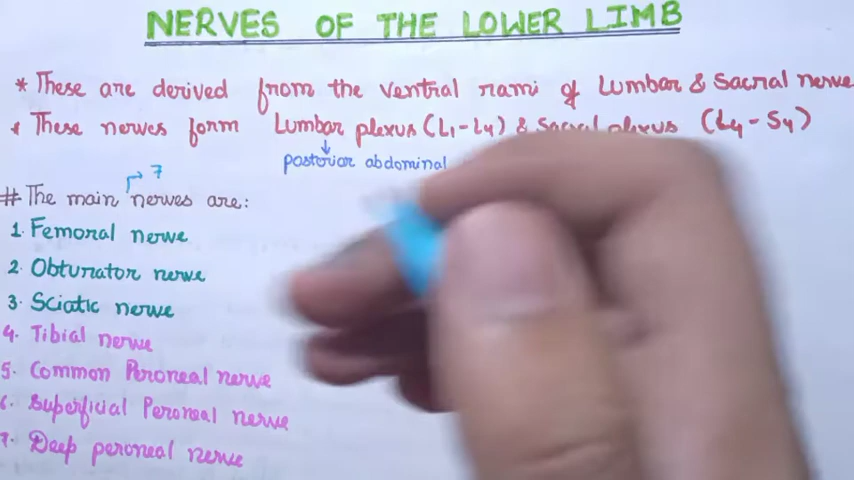 NERVES OF THE LOWER LIMB
* These are derived from the ventral rami of Lumbar & Sacral nerve
* These nerves form Lumbar plexus (L1-L4) & Sacral plexus (L4-S4)
posterior abdominal
7
# The main nerves are:
1. Femoral nerve
2. Obturator nerve
3. Sciatic nerve
4. Tibial nerve
5. Common Peroneal nerve
6. Superficial Peroneal nerve
7. Deep peroneal nerve